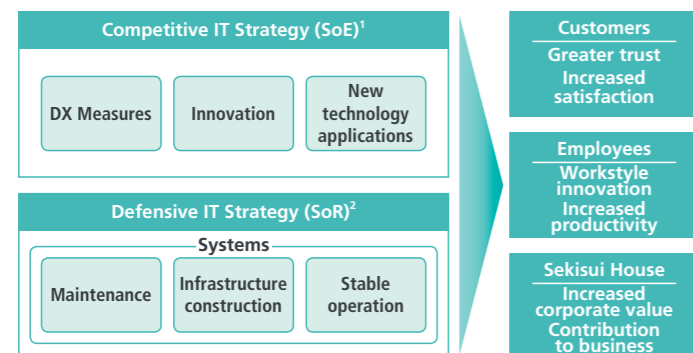 Competitive IT Strategy (SoE)¹
DX Measures
Innovation
New
technology
applications
Defensive IT Strategy (SoR)²
Systems
Maintenance
Infrastructure
construction
Stable
operation
Customers
Greater trust
Increased
satisfaction
Employees
Workstyle
innovation
Increased
productivity
Sekisui House
Increased
corporate value
Contribution
to business